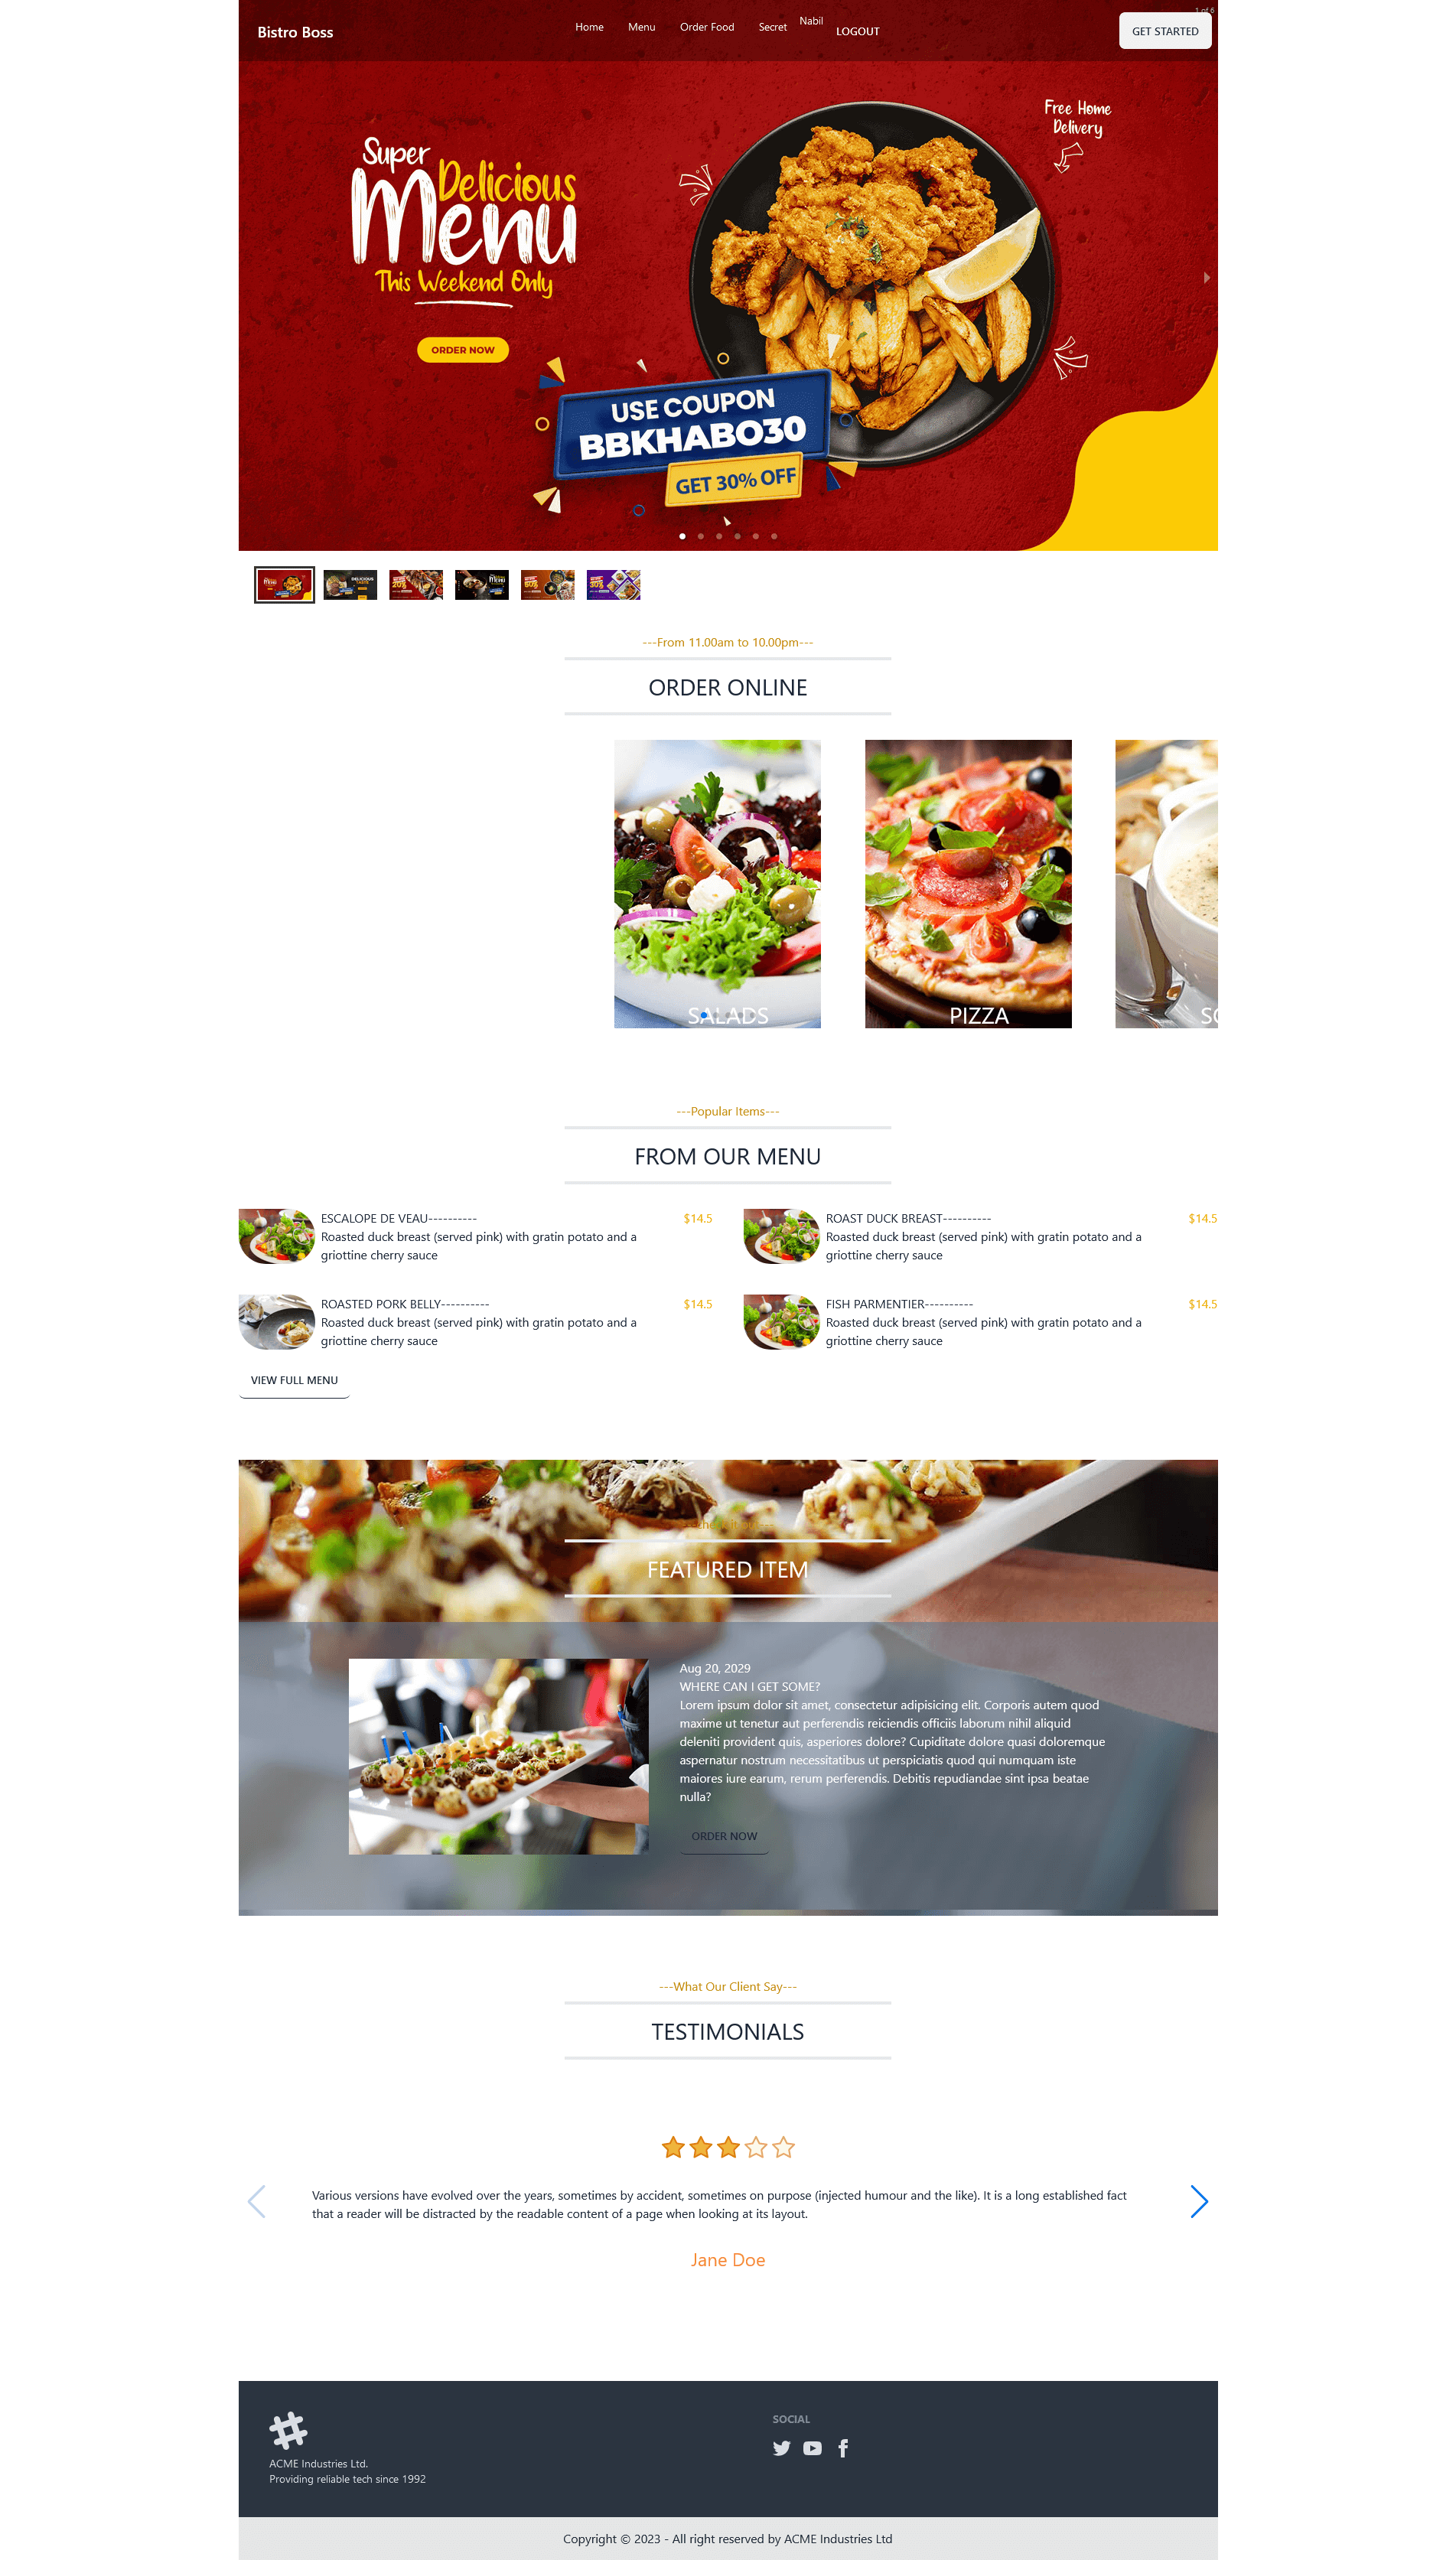 Bistro Boss
Home
Menu
Order Food
Secret
Nabil
LOGOUT
1 of 6
GET STARTED
Free Home
Delivery
Super
Delicious
Menu
This Weekend Only
ORDER NOW
USE COUPON
BBKHABO30
GET 30% OFF
---From 11.00am to 10.00pm---
ORDER ONLINE
SALADS
PIZZA
---Popular Items---
FROM OUR MENU
ESCALOPE DE VEAU----------
$14.5
Roasted duck breast (served pink) with gratin potato and a
griottine cherry sauce
ROAST DUCK BREAST----------
$14.5
Roasted duck breast (served pink) with gratin potato and a
griottine cherry sauce
ROASTED PORK BELLY----------
$14.5
Roasted duck breast (served pink) with gratin potato and a
griottine cherry sauce
FISH PARMENTIER----------
$14.5
Roasted duck breast (served pink) with gratin potato and a
griottine cherry sauce
VIEW FULL MENU
FEATURED ITEM
Aug 20, 2029
WHERE CAN I GET SOME?
Lorem ipsum dolor sit amet, consectetur adipisicing elit. Corporis autem quod
maxime ut tenetur aut perferendis reiciendis officiis laborum nihil aliquid
deleniti provident quis, asperiores dolore? Cupiditate dolore quasi doloremque
aspernatur nostrum necessitatibus ut perspiciatis quod qui numquam iste
maiores iure earum, rerum perferendis. Debitis repudiandae sint ipsa beatae
nulla?
ORDER NOW
---What Our Client Say---
TESTIMONIALS
Various versions have evolved over the years, sometimes by accident, sometimes on purpose (injected humour and the like). It is a long established fact
that a reader will be distracted by the readable content of a page when looking at its layout.
Jane Doe
ACME Industries Ltd.
Providing reliable tech since 1992
SOCIAL
Copyright © 2023 - All right reserved by ACME Industries Ltd